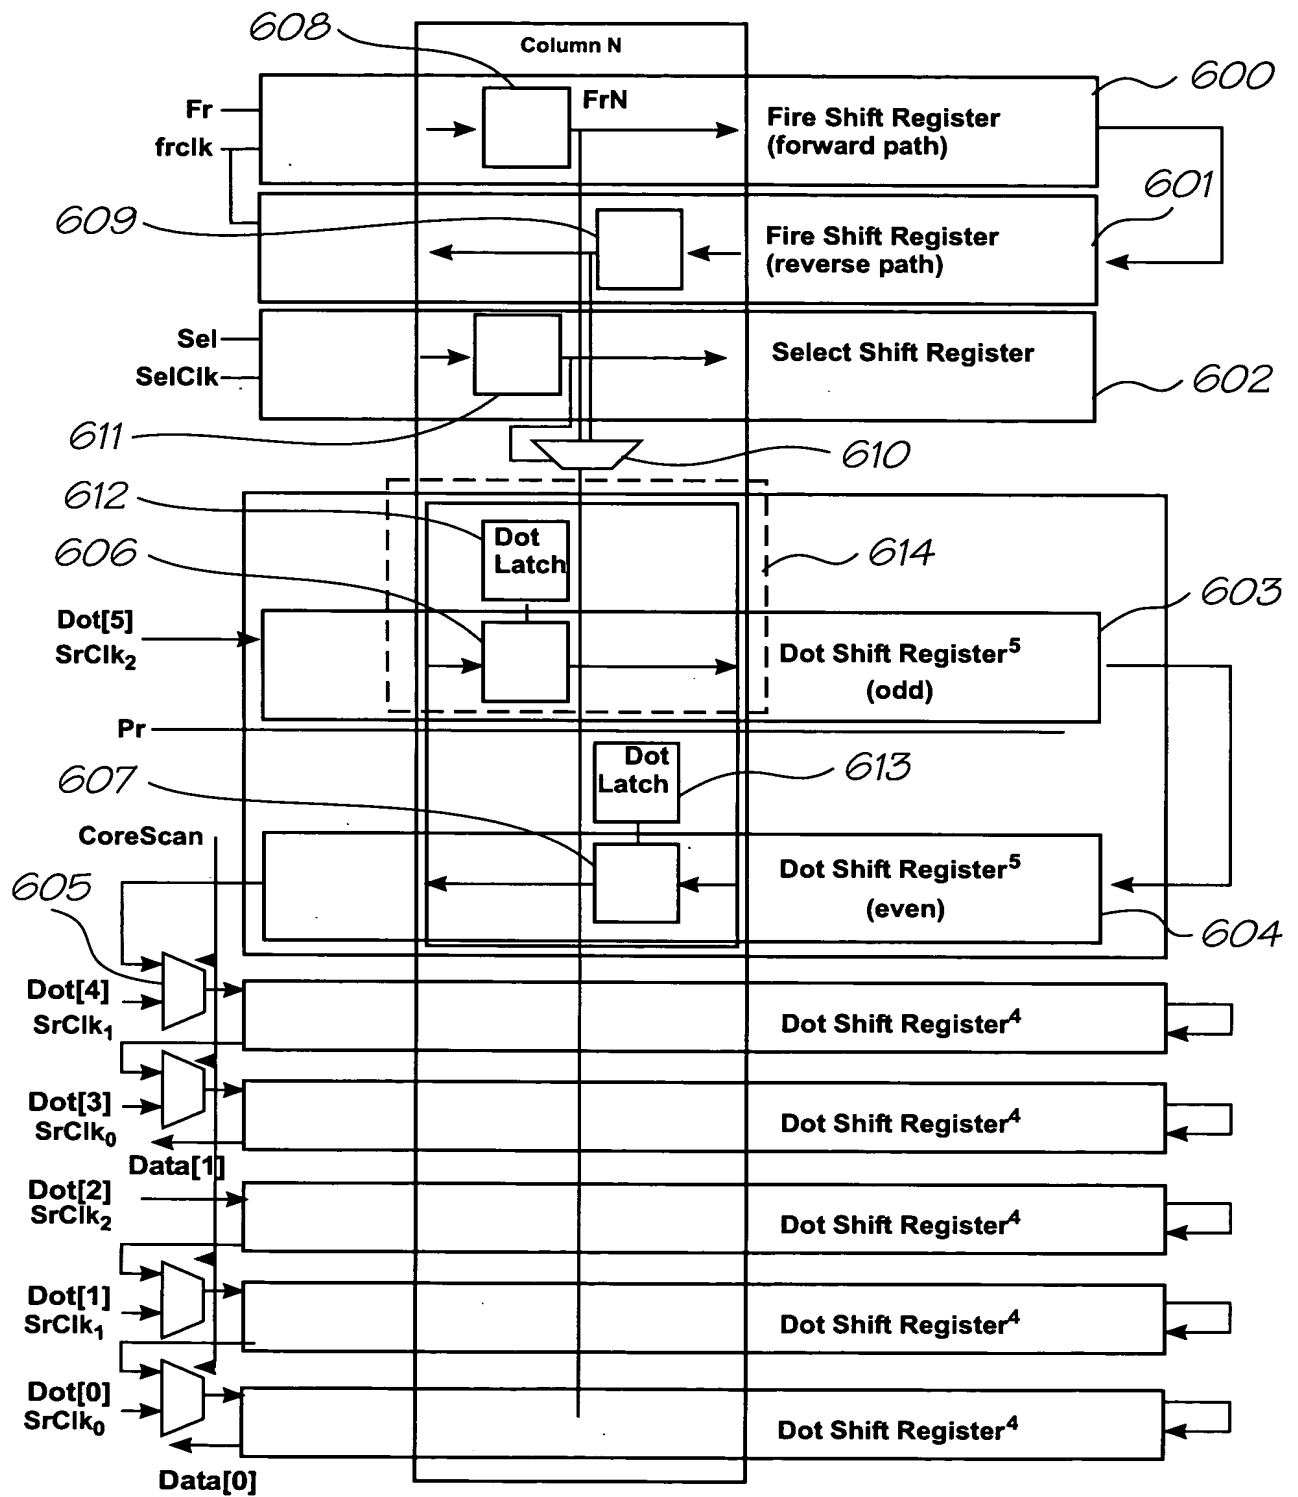 608
Column N
600
Fr
FrN
Fire Shift Register
(forward path)
frclk
601
609
Fire Shift Register
(reverse path)
Sel
Select Shift Register
SelClk
602
611
610
612
Dot
Latch
606
614
603
Dot[5]
SrClk2
Dot Shift Register5
(odd)
Pr
Dot
Latch
613
607
CoreScan
Dot Shift Register5
(even)
605
604
Dot[4]
SrClk1
Dot Shift Register4
Dot[3]
SrClk0
Dot Shift Register4
Data[1]
Dot[2]
SrClk2
Dot Shift Register4
Dot[1]
SrClk1
Dot Shift Register4
Dot[0]
SrClk0
Dot Shift Register4
Data[0]